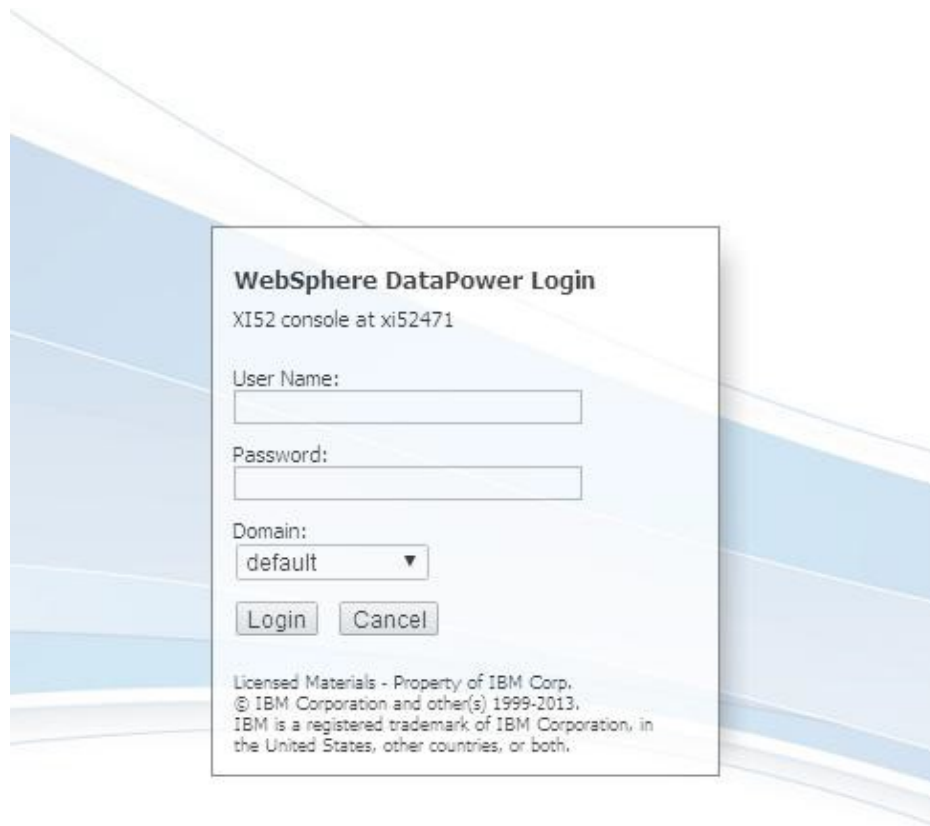 WebSphere DataPower Login
XI52 console at xi52471
User Name:
Password:
Domain:
default
Login Cancel
Licensed Materials - Property of IBM Corp.
© IBM Corporation and other(s) 1999-2013.
IBM is a registered trademark of IBM Corporation, in
the United States, other countries, or both.